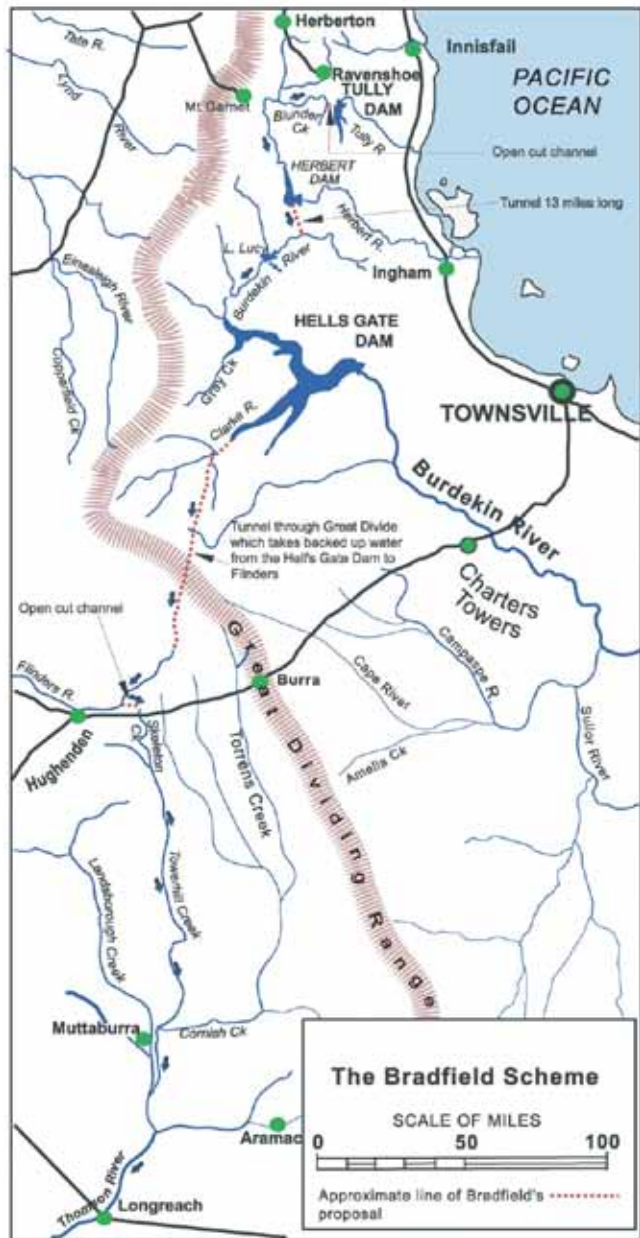 Herberton
Tate R.
Innisfail
Ravenshoe
TULLY
DAM
PACIFIC
OCEAN
Lynd
River
Mt. Garnet
Blunder
Ck
Tully R.
Open cut channel
HERBERT
DAM
Tunnel 13 miles long
Herbert R.
L. Lucy
Einasleigh River
Burdekin River
Ingham
HELLS GATE
DAM
Copperfield Ck
Gray Ck
TOWNSVILLE
Clarke R.
Burdekin River
Tunnel through Great Divide
which takes backed up water
from the Hell's Gate Dam to
Flinders
Charters
Towers
Open cut channel
Great Dividing Range
Campaspe R.
Cape River
Flinders R.
Burra
Suttor River
Hughenden
Skeleton
Ck
Torrens Creek
Amelia Ck
Landsborough Creek
Towerhill Creek
Muttaburra
Cornish Ck
The Bradfield Scheme
SCALE OF MILES
0 50 100
Aramac
Approximate line of Bradfield's
proposal
Thomson River
Longreach